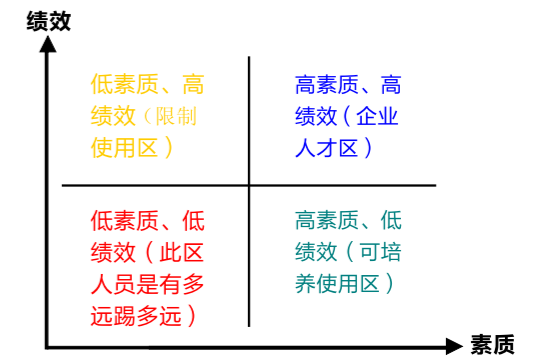 绩效
低素质、高
绩效（限制
使用区）
高素质、高
绩效（企业
人才区）
低素质、低
绩效（此区
人员是有多
远踢多远）
高素质、低
绩效（可培
养使用区）
素质